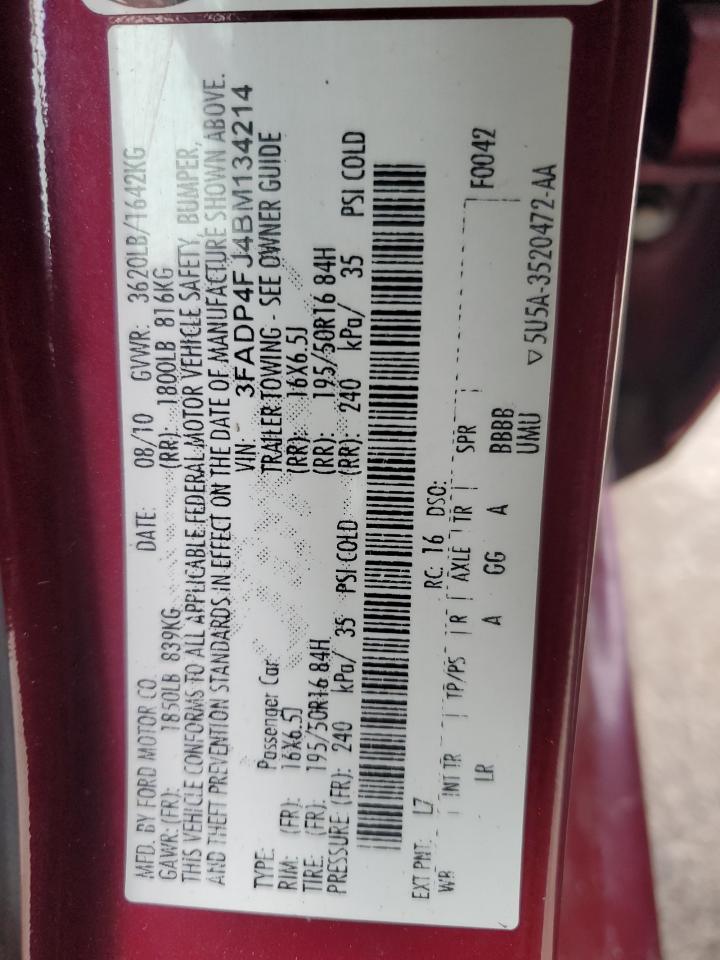 MFD. BY FORD MOTOR CO. DATE: 08/10 GVWR: 3620LB/1642KG
GAWR:(FR): 1850LB 839KG (RR): 1800LB 816KG
THIS VEHICLE CONFORMS TO ALL APPLICABLE FEDERAL MOTOR VEHICLE SAFETY, BUMPER,
AND THEFT PREVENTION STANDARDS IN EFFECT ON THE DATE OF MANUFACTURE SHOWN ABOVE.
VIN: 3FADP4FJ4BM134214
TYPE: Passenger Car TRAILER TOWING - SEE OWNER GUIDE
RIM: (FR): 16X6.5J (RR): 16X6.5J
TIRE: (FR): 195/50R16 84H (RR): 195/50R16 84H
PRESSURE (FR): 240 kPa/ 35 PSI COLD (RR): 240 kPa/ 35 PSI COLD
EXT PNT: LZ RC: 16 DSO: F0042
WB INT TR TP/PS R AXLE TR SPR
LR A GG A BBBB
UMU
▽5U5A-3520472-AA